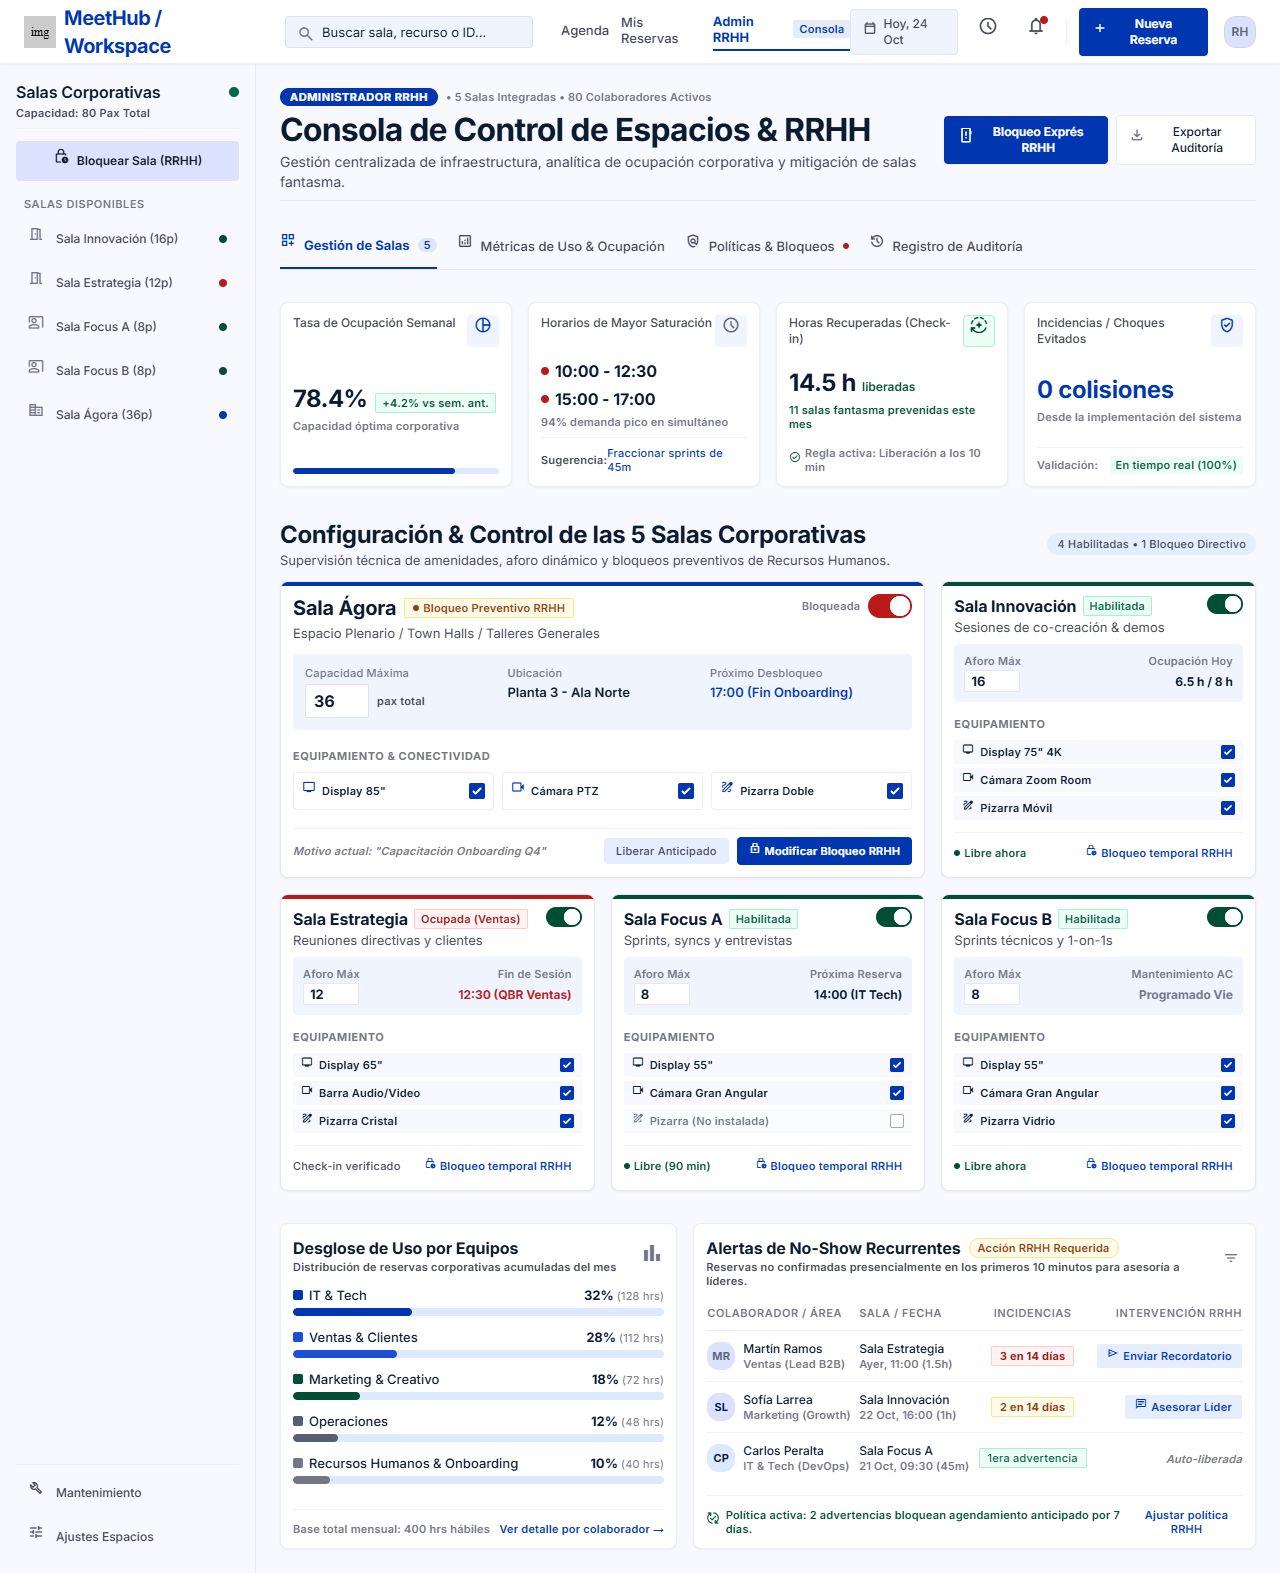 img
MeetHub /
Workspace
Buscar sala, recurso o ID...
Agenda
Mis
Reservas
Admin
RRHH
Consola
Hoy, 24
Oct
Nueva
Reserva
RH
Salas Corporativas
Capacidad: 80 Pax Total
Bloquear Sala (RRHH)
SALAS DISPONIBLES
Sala Innovación (16p)
Sala Estrategia (12p)
Sala Focus A (8p)
Sala Focus B (8p)
Sala Ágora (36p)
Mantenimiento
Ajustes Espacios
ADMINISTRADOR RRHH
• 5 Salas Integradas • 80 Colaboradores Activos
Consola de Control de Espacios & RRHH
Gestión centralizada de infraestructura, analítica de ocupación corporativa y mitigación de salas
fantasma.
Bloqueo Exprés
RRHH
Exportar
Auditoría
Gestión de Salas 5
Métricas de Uso & Ocupación
Políticas & Bloqueos
Registro de Auditoría
Tasa de Ocupación Semanal
78.4% +4.2% vs sem. ant.
Capacidad óptima corporativa
Horarios de Mayor Saturación
10:00 - 12:30
15:00 - 17:00
94% demanda pico en simultáneo
Sugerencia: Fraccionar sprints de
45m
Horas Recuperadas (Check-
in)
14.5 h liberadas
11 salas fantasma prevenidas este
mes
Regla activa: Liberación a los 10
min
Incidencias / Choques
Evitados
0 colisiones
Desde la implementación del sistema
Validación: En tiempo real (100%)
Configuración & Control de las 5 Salas Corporativas
Supervisión técnica de amenidades, aforo dinámico y bloqueos preventivos de Recursos Humanos.
4 Habilitadas • 1 Bloqueo Directivo
Sala Ágora
Bloqueo Preventivo RRHH
Bloqueada
Espacio Plenario / Town Halls / Talleres Generales
Capacidad Máxima
36 pax total
Ubicación
Planta 3 - Ala Norte
Próximo Desbloqueo
17:00 (Fin Onboarding)
EQUIPAMIENTO & CONECTIVIDAD
Display 85"
Cámara PTZ
Pizarra Doble
Motivo actual: "Capacitación Onboarding Q4"
Liberar Anticipado
Modificar Bloqueo RRHH
Sala Innovación Habilitada
Sesiones de co-creación & demos
Aforo Máx
16
Ocupación Hoy
6.5 h / 8 h
EQUIPAMIENTO
Display 75" 4K
Cámara Zoom Room
Pizarra Móvil
Libre ahora
Bloqueo temporal RRHH
Sala Estrategia Ocupada (Ventas)
Reuniones directivas y clientes
Aforo Máx
12
Fin de Sesión
12:30 (QBR Ventas)
EQUIPAMIENTO
Display 65"
Barra Audio/Video
Pizarra Cristal
Check-in verificado
Bloqueo temporal RRHH
Sala Focus A Habilitada
Sprints, syncs y entrevistas
Aforo Máx
8
Próxima Reserva
14:00 (IT Tech)
EQUIPAMIENTO
Display 55"
Cámara Gran Angular
Pizarra (No instalada)
Libre (90 min)
Bloqueo temporal RRHH
Sala Focus B Habilitada
Sprints técnicos y 1-on-1s
Aforo Máx
8
Mantenimiento AC
Programado Vie
EQUIPAMIENTO
Display 55"
Cámara Gran Angular
Pizarra Vidrio
Libre ahora
Bloqueo temporal RRHH
Desglose de Uso por Equipos
Distribución de reservas corporativas acumuladas del mes
IT & Tech 32% (128 hrs)
Ventas & Clientes 28% (112 hrs)
Marketing & Creativo 18% (72 hrs)
Operaciones 12% (48 hrs)
Recursos Humanos & Onboarding 10% (40 hrs)
Base total mensual: 400 hrs hábiles
Ver detalle por colaborador →
Alertas de No-Show Recurrentes Acción RRHH Requerida
Reservas no confirmadas presencialmente en los primeros 10 minutos para asesoría a
líderes.
COLABORADOR / ÁREA SALA / FECHA INCIDENCIAS INTERVENCIÓN RRHH
MR
Martín Ramos
Ventas (Lead B2B)
Sala Estrategia
Ayer, 11:00 (1.5h)
3 en 14 días
Enviar Recordatorio
SL
Sofía Larrea
Marketing (Growth)
Sala Innovación
22 Oct, 16:00 (1h)
2 en 14 días
Asesorar Líder
CP
Carlos Peralta
IT & Tech (DevOps)
Sala Focus A
21 Oct, 09:30 (45m)
1era advertencia
Auto-liberada
Política activa: 2 advertencias bloquean agendamiento anticipado por 7
días.
Ajustar política
RRHH